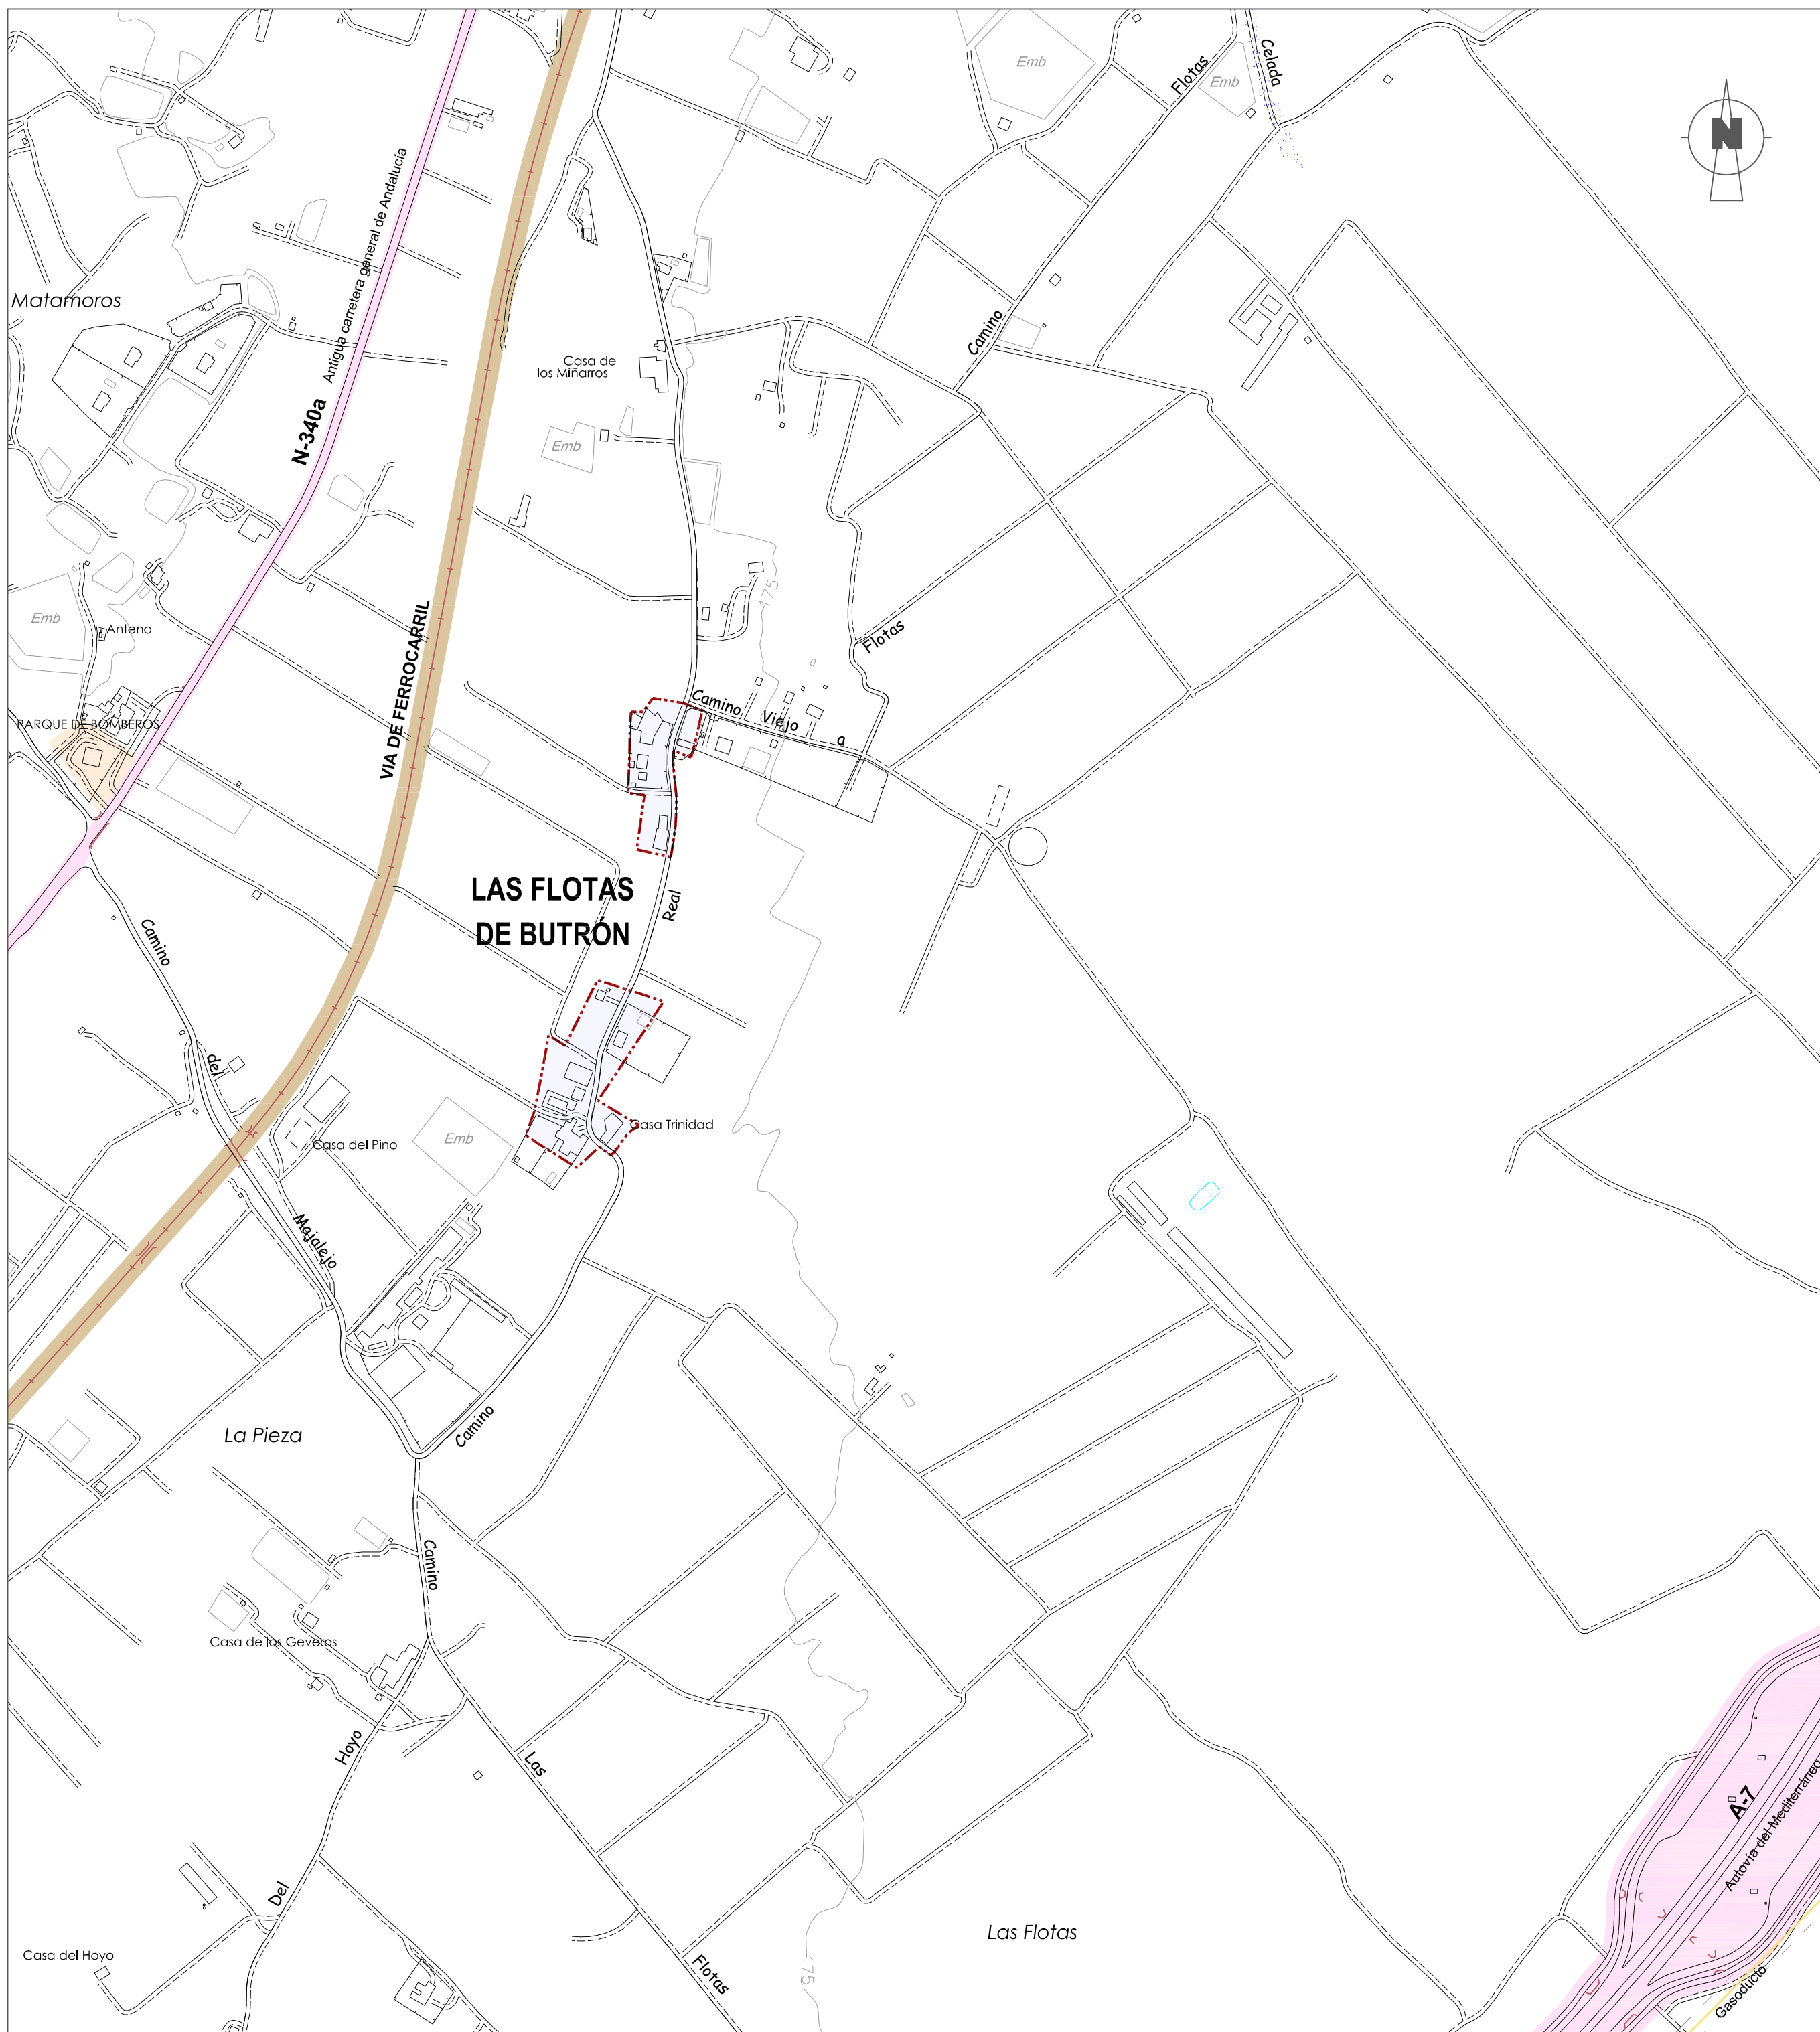 Emb
Flotas
Emb
Celada
N
Antigua carretera general de Andalucía
Matamoros
Camino
Casa de
los Miñarros
N-340a
Emb
175
Emb
Antena
VIA DE FERROCARRIL
Flotas
Camino
Viejo
a
PARQUE DE BOMBEROS
LAS FLOTAS
DE BUTRÓN
Real
Camino
del
Casa Trinidad
Emb
Casa del Pino
Majalejo
La Pieza
Camino
Camino
Casa de los Geveros
Hoyo
Las
A-7
Autovía del Mediterráneo
Del
Las Flotas
Casa del Hoyo
Flotas
175
Gasoducto